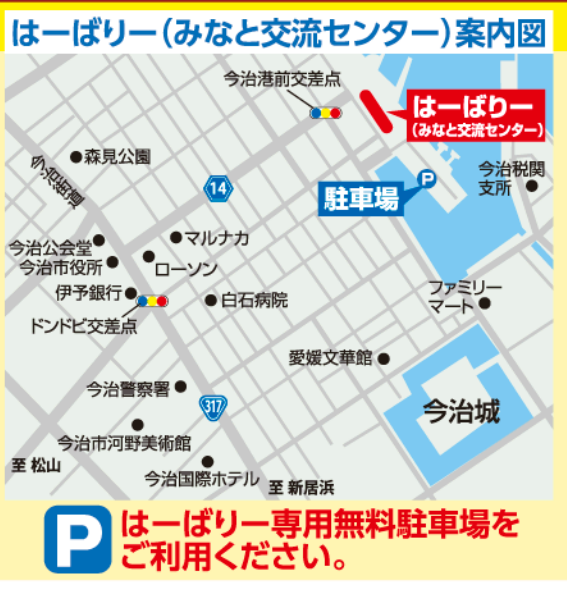 はーばりー(みなと交流センター)案内図
今治港前交差点
はーばりー
(みなと交流センター)
森見公園
今治街道
今治税関
支所
14
P
駐車場
マルナカ
今治公会堂
今治市役所
ローソン
伊予銀行
白石病院
ファミリー
マート
ドンドビ交差点
愛媛文華館
今治警察署
317
今治城
今治市河野美術館
至 松山
今治国際ホテル
至 新居浜
P はーばりー専用無料駐車場を
ご利用ください。